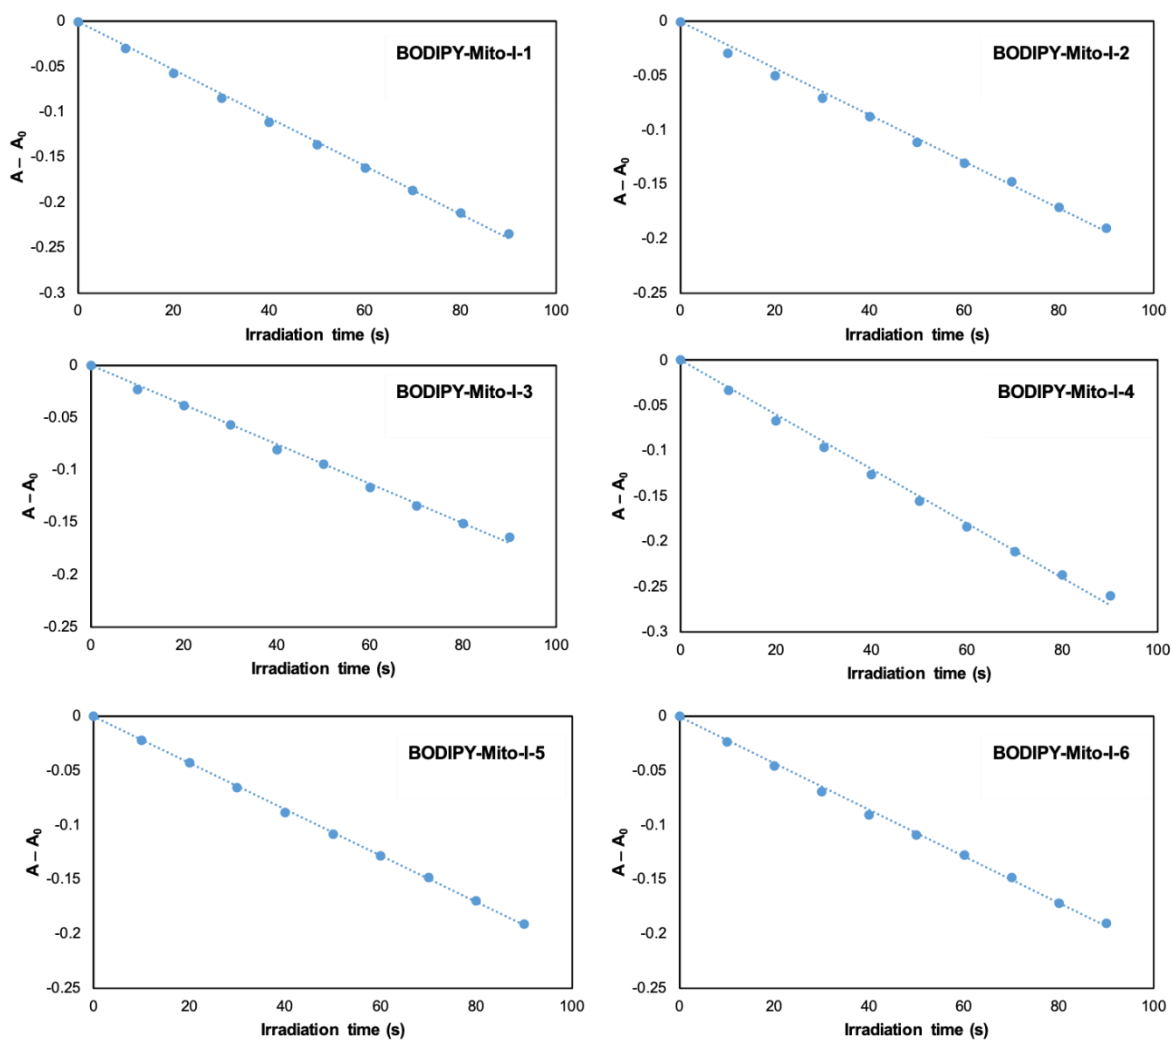 BODIPY-Mito-I-1
A – A0
0
-0.05
-0.1
-0.15
-0.2
-0.25
-0.3
0 20 40 60 80 100
Irradiation time (s)
BODIPY-Mito-I-2
A – A0
0
-0.05
-0.1
-0.15
-0.2
-0.25
0 20 40 60 80 100
Irradiation time (s)
BODIPY-Mito-I-3
A – A0
0
-0.05
-0.1
-0.15
-0.2
-0.25
0 20 40 60 80 100
Irradiation time (s)
BODIPY-Mito-I-4
A – A0
0
-0.05
-0.1
-0.15
-0.2
-0.25
-0.3
0 20 40 60 80 100
Irradiation time (s)
BODIPY-Mito-I-5
A – A0
0
-0.05
-0.1
-0.15
-0.2
-0.25
0 20 40 60 80 100
Irradiation time (s)
BODIPY-Mito-I-6
A – A0
0
-0.05
-0.1
-0.15
-0.2
-0.25
0 20 40 60 80 100
Irradiation time (s)